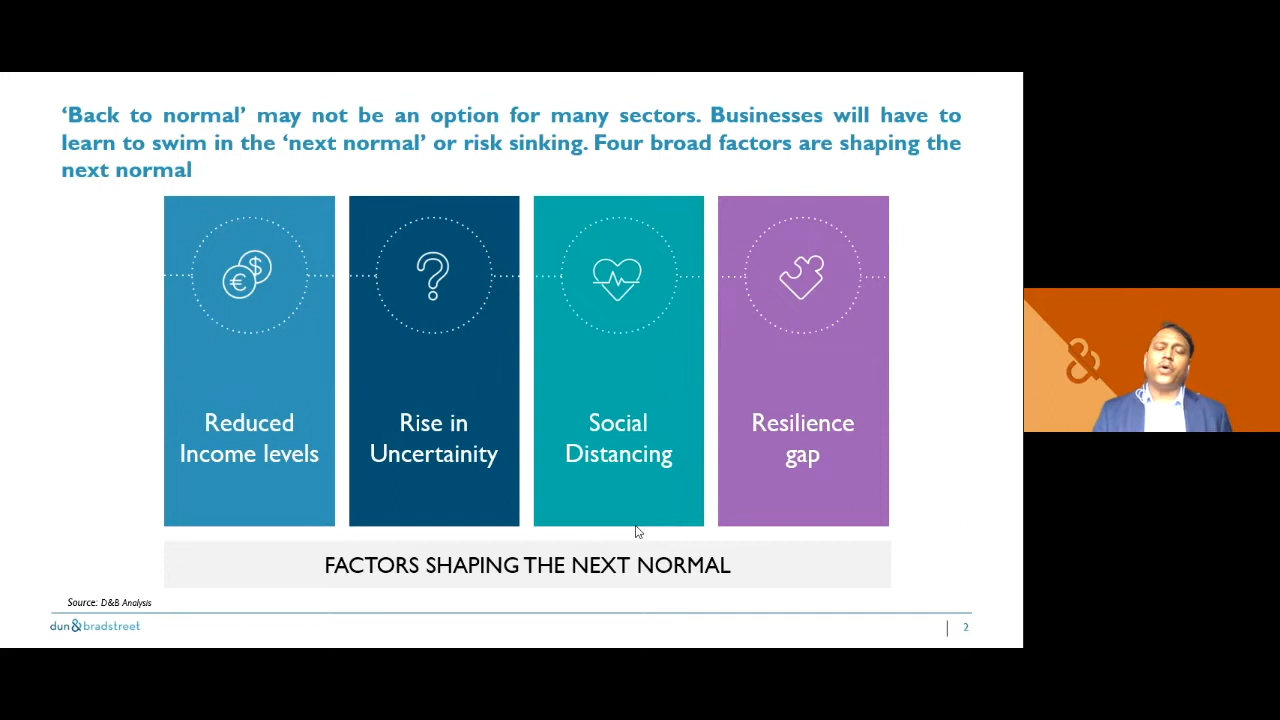 ‘Back to normal’ may not be an option for many sectors. Businesses will have to
learn to swim in the ‘next normal’ or risk sinking. Four broad factors are shaping the
next normal
Reduced
Income levels
Rise in
Uncertainity
Social
Distancing
Resilience
gap
FACTORS SHAPING THE NEXT NORMAL
Source: D&B Analysis
dun&bradstreet
2